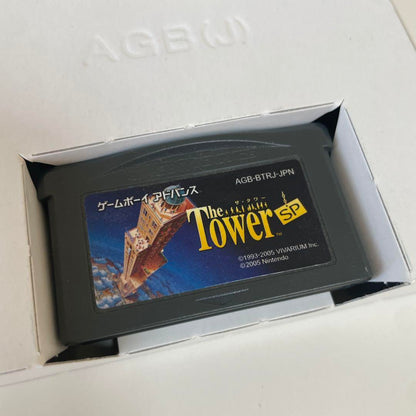 AGB(J)
AGB-BTRJ-JPN
ゲームボーイアドバンス
The
ザ・タワー
Tower SP
™
©1993-2005 VIVARIUM Inc.
©2005 Nintendo